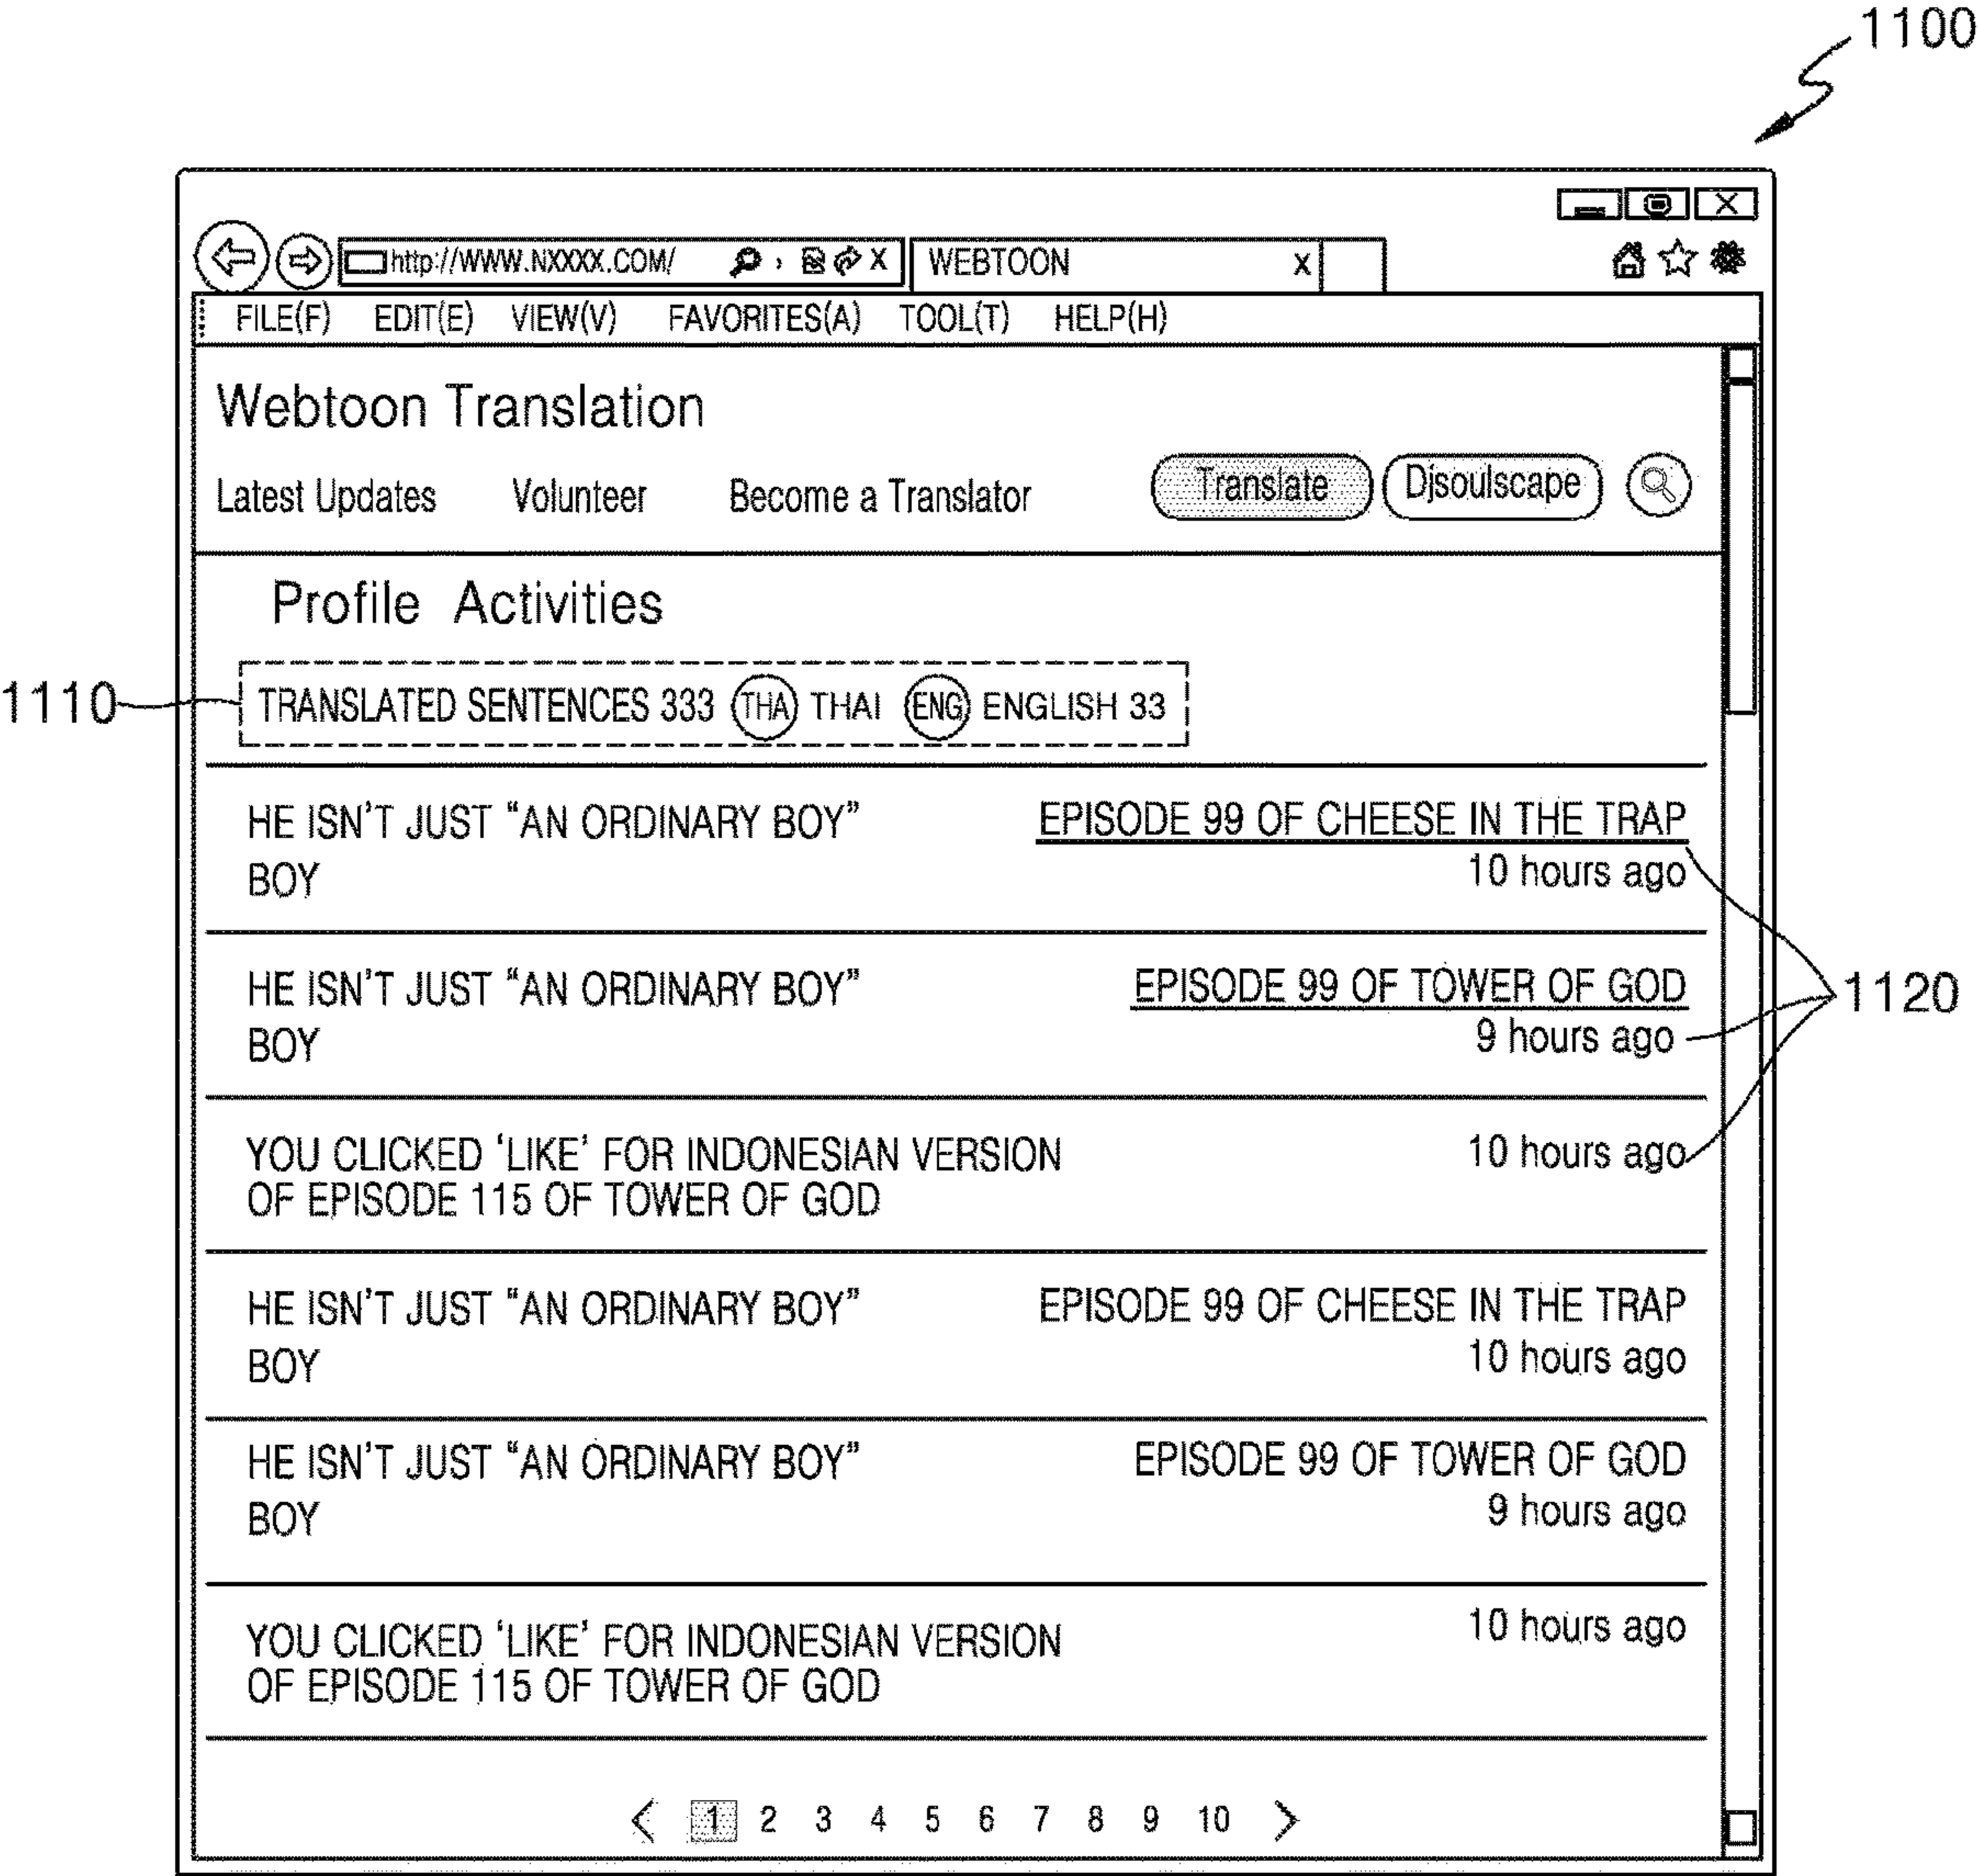 1100
http://WWW.NXXXX.COM/ X WEBTOON X
FILE(F) EDIT(E) VIEW(V) FAVORITES(A) TOOL(T) HELP(H)
Webtoon Translation
Latest Updates Volunteer Become a Translator Translate Djsoulscape
Profile Activities
1110 TRANSLATED SENTENCES 333 THA THAI ENG ENGLISH 33
HE ISN'T JUST “AN ORDINARY BOY” EPISODE 99 OF CHEESE IN THE TRAP
BOY 10 hours ago
HE ISN'T JUST “AN ORDINARY BOY” EPISODE 99 OF TOWER OF GOD
1120
BOY 9 hours ago
YOU CLICKED ‘LIKE’ FOR INDONESIAN VERSION 10 hours ago
OF EPISODE 115 OF TOWER OF GOD
HE ISN'T JUST “AN ORDINARY BOY” EPISODE 99 OF CHEESE IN THE TRAP
BOY 10 hours ago
HE ISN'T JUST “AN ORDINARY BOY” EPISODE 99 OF TOWER OF GOD
BOY 9 hours ago
YOU CLICKED ‘LIKE’ FOR INDONESIAN VERSION 10 hours ago
OF EPISODE 115 OF TOWER OF GOD
< 1 2 3 4 5 6 7 8 9 10 >